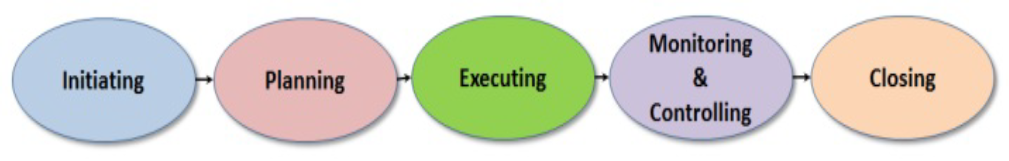 Initiating
Planning
Executing
Monitoring
&
Controlling
Closing